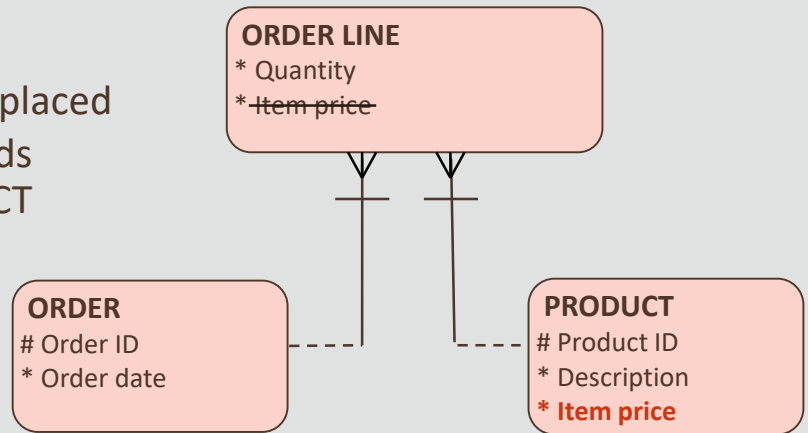 placed
ds
CT
ORDER LINE
* Quantity
* Item price
ORDER
# Order ID
* Order date
PRODUCT
# Product ID
* Description
* Item price